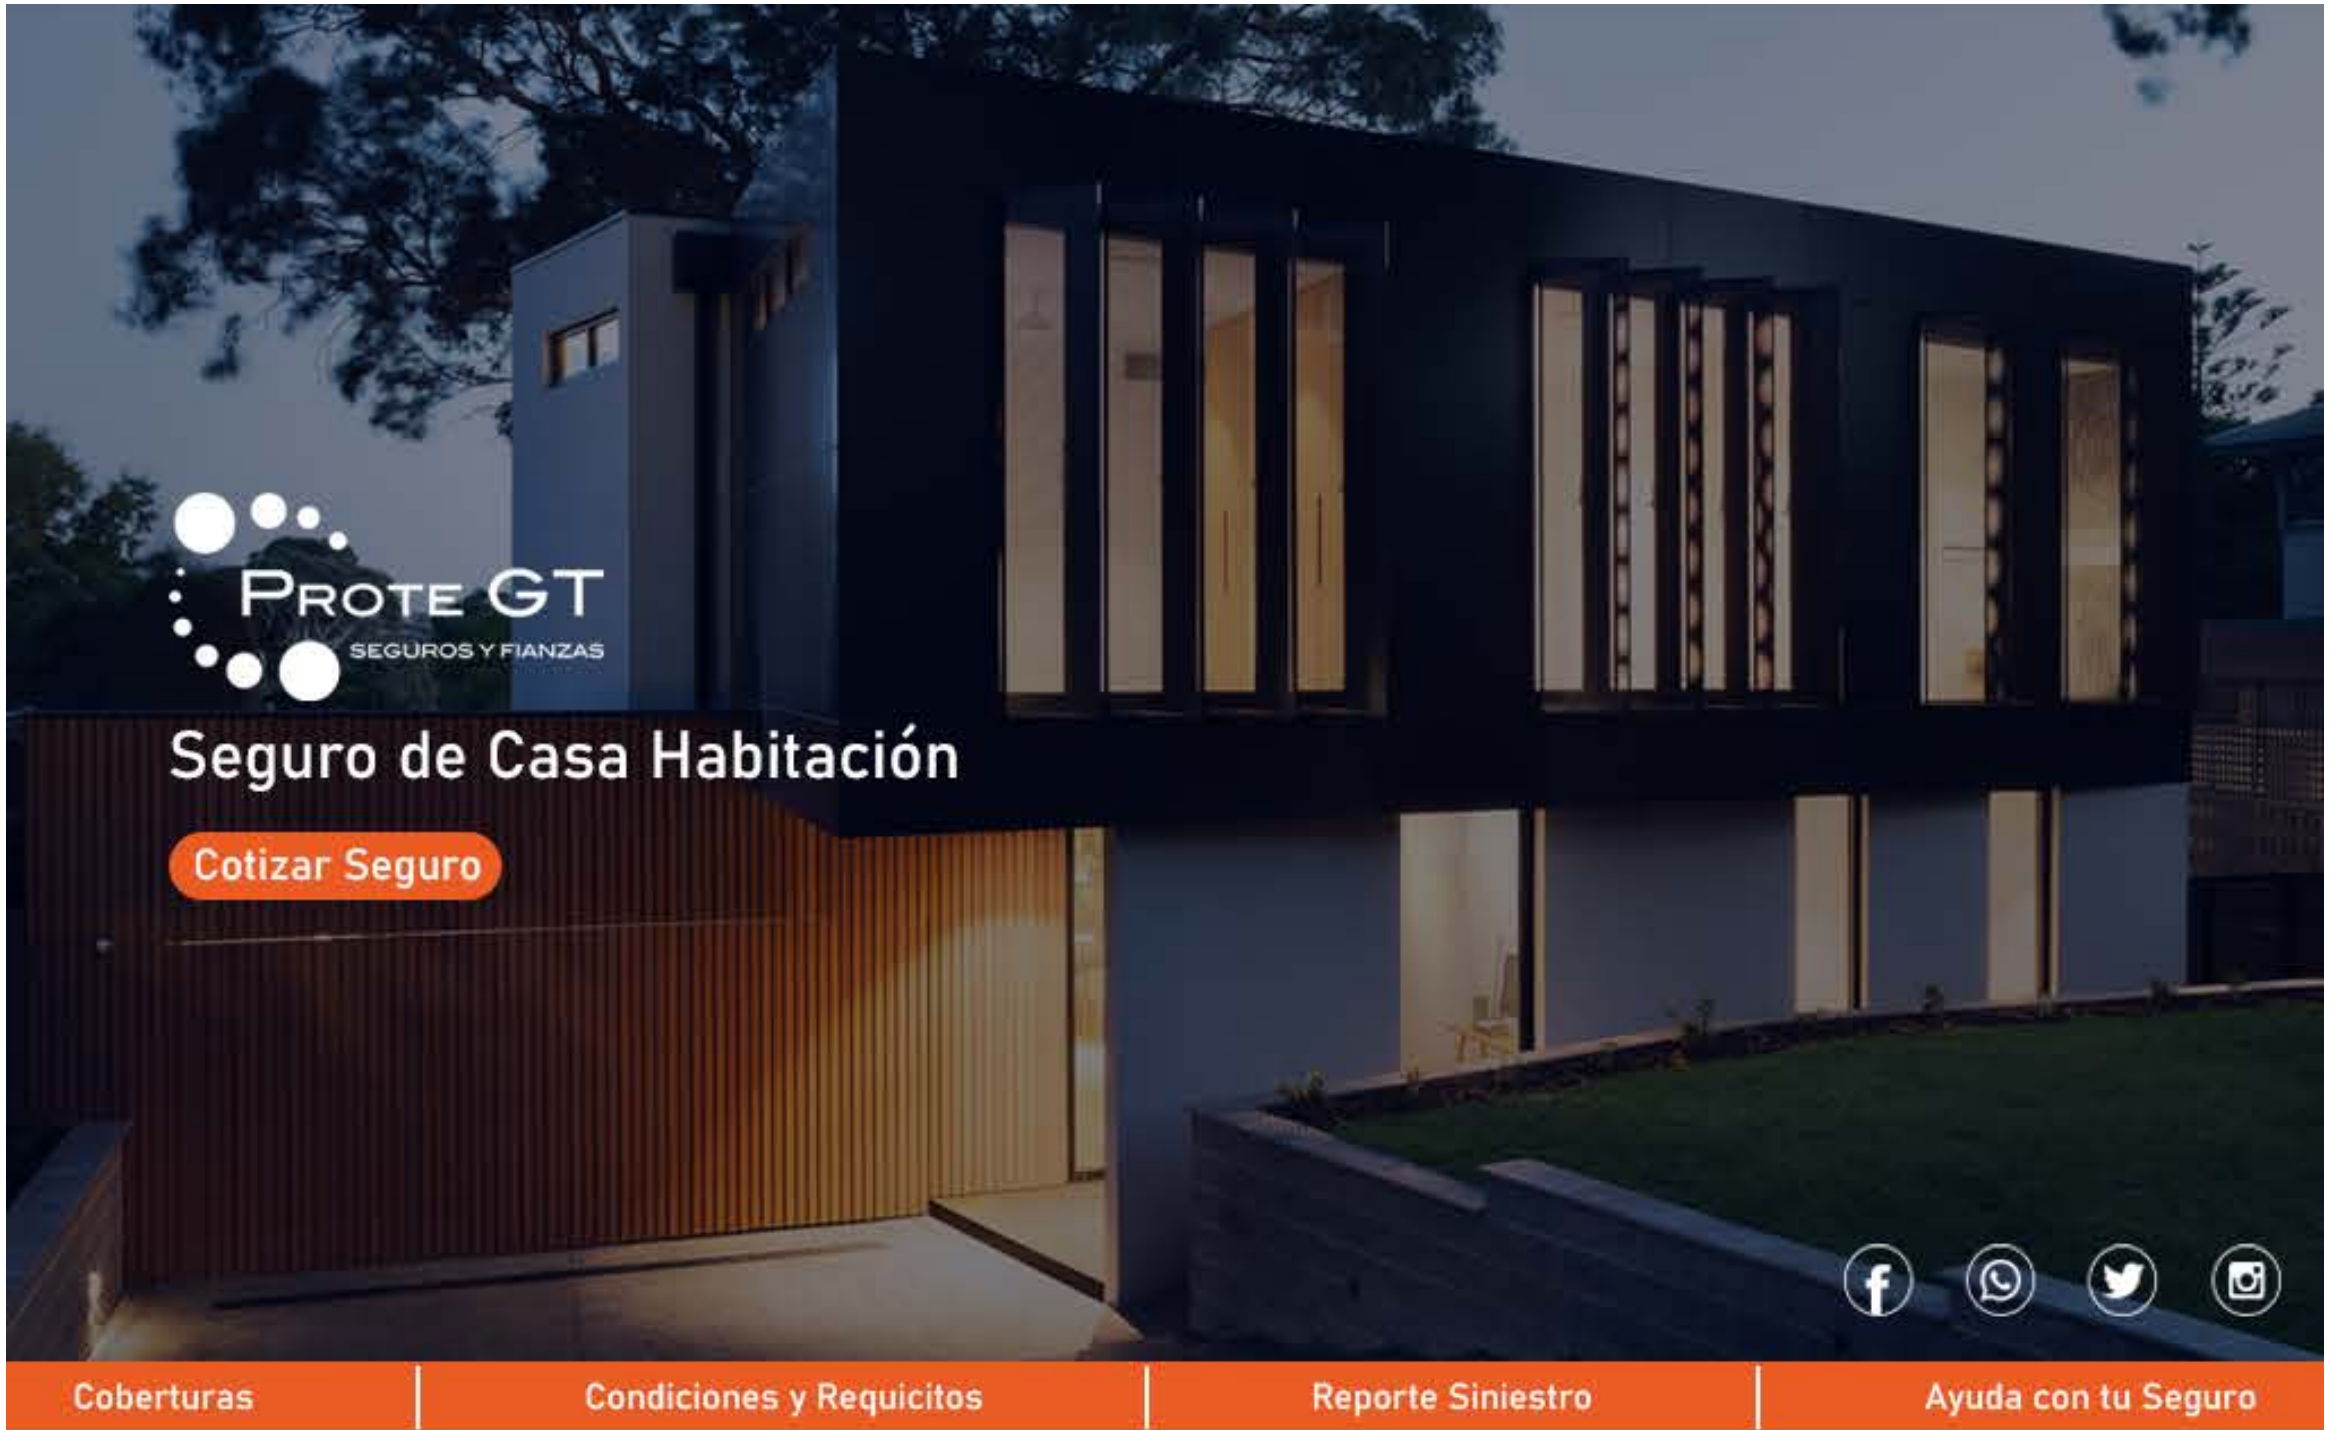 PROTE GT
SEGUROS Y FIANZAS
Seguro de Casa Habitación
Cotizar Seguro
Coberturas
Condiciones y Requicitos
Reporte Siniestro
Ayuda con tu Seguro